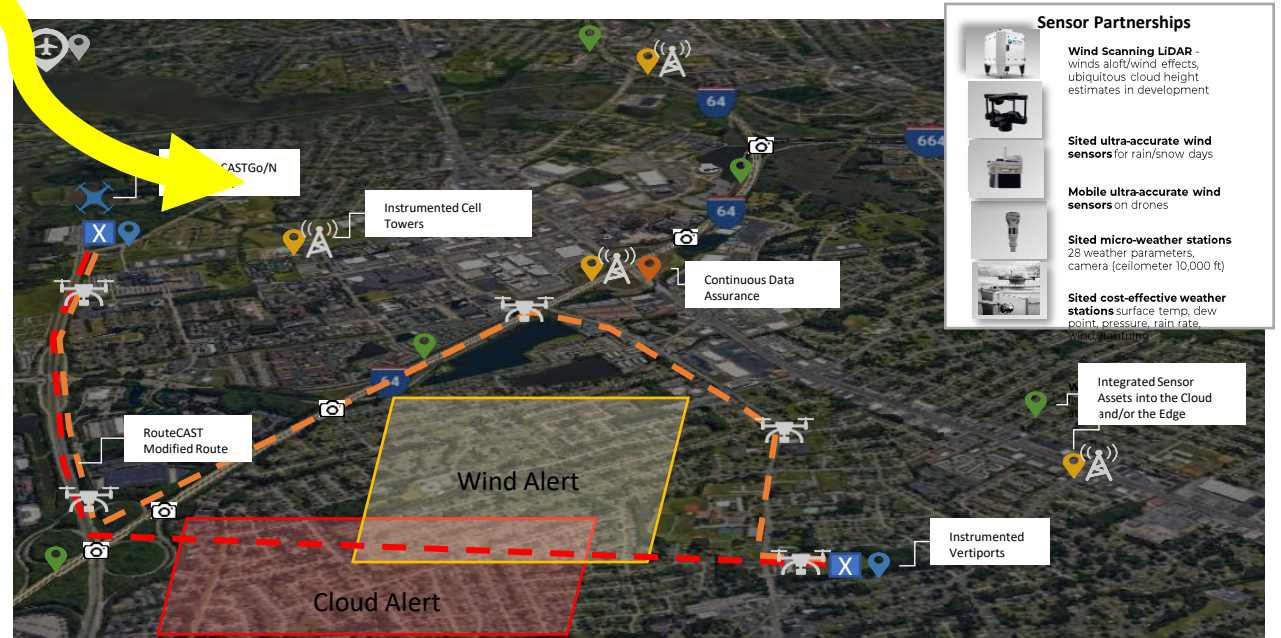 Sensor Partnerships
Wind Scanning LiDAR -
winds aloft/wind effects,
ubiquitous cloud height
estimates in development
Sited ultra-accurate wind
sensors for rain/snow days
Mobile ultra-accurate wind
sensors on drones
Sited micro-weather stations
28 weather parameters,
camera (ceilometer 10,000 ft)
Sited cost-effective weather
stations surface temp, dew
point, pressure, rain rate,
wind, lightning
64
664
CASTGo/N
64
Instrumented Cell
Towers
X
Continuous Data
Assurance
64
Integrated Sensor
Assets into the Cloud
and/or the Edge
RouteCAST
Modified Route
Wind Alert
Instrumented
Vertiports
X
Cloud Alert